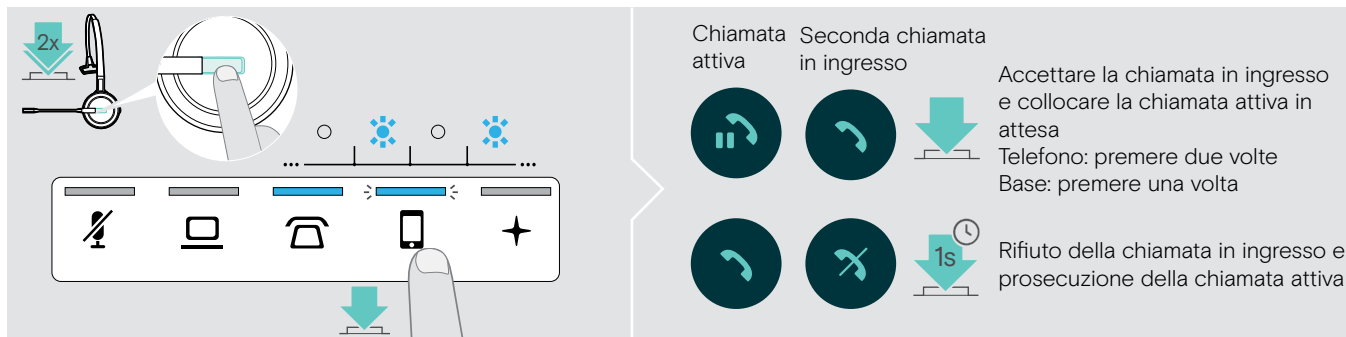 2x
Chiamata
attiva
Seconda chiamata
in ingresso
Accettare la chiamata in ingresso
e collocare la chiamata attiva in
attesa
Telefono: premere due volte
Base: premere una volta
1s
Rifiuto della chiamata in ingresso e
prosecuzione della chiamata attiva